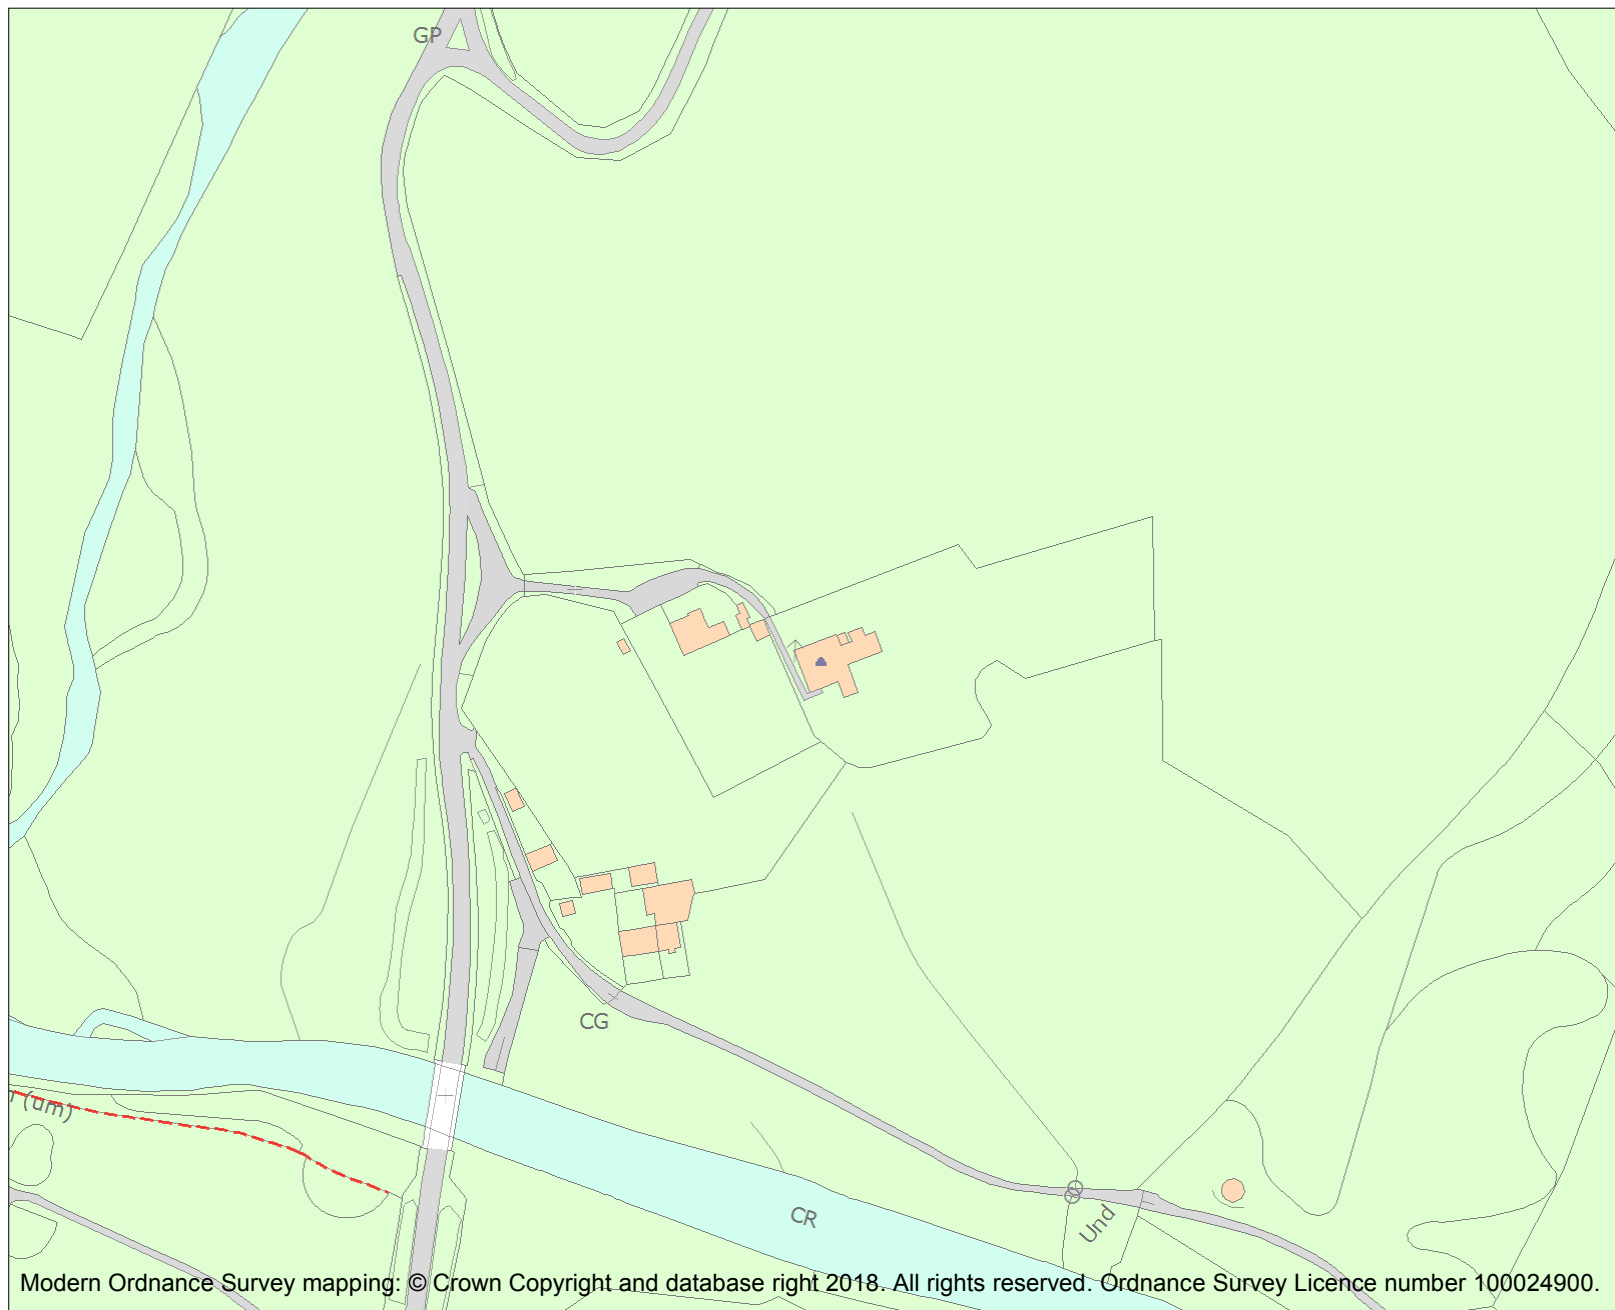 GP
CG
(um)
CR
Und
Modern Ordnance Survey mapping: © Crown Copyright and database right 2018. All rights reserved. Ordnance Survey Licence number 100024900.